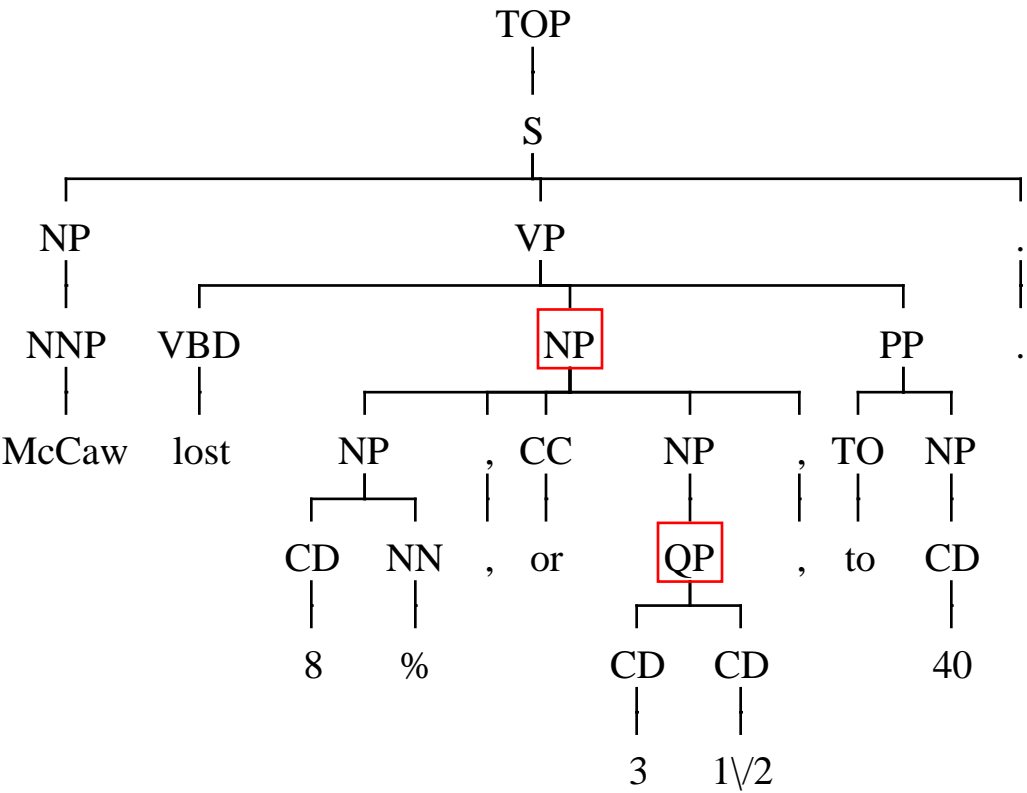 TOP
S
NP VP .
NNP VBD NP PP .
McCaw lost NP , CC NP , TO NP
CD NN , or QP , to CD
8 % CD CD 40
3 1\/2